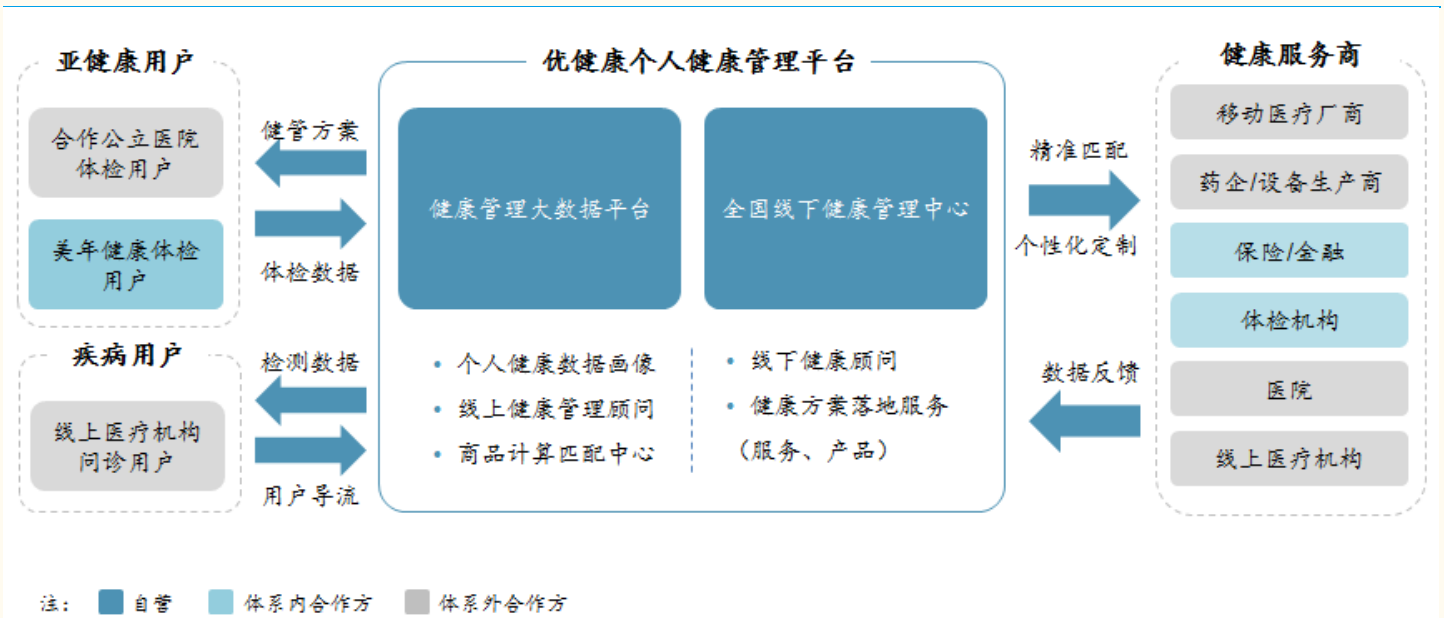 亚健康用户
合作公立医院
体检用户
美年健康体检
用户
疾病用户
线上医疗机构
问诊用户
健管方案
体检数据
检测数据
用户导流
优健康个人健康管理平台
健康管理大数据平台
全国线下健康管理中心
• 个人健康数据画像
• 线上健康管理顾问
• 商品计算匹配中心
• 线下健康顾问
• 健康方案落地服务
（服务、产品）
精准匹配
个性化定制
数据反馈
健康服务商
移动医疗厂商
药企/设备生产商
保险/金融
体检机构
医院
线上医疗机构
注： 自营 体系内合作方 体系外合作方